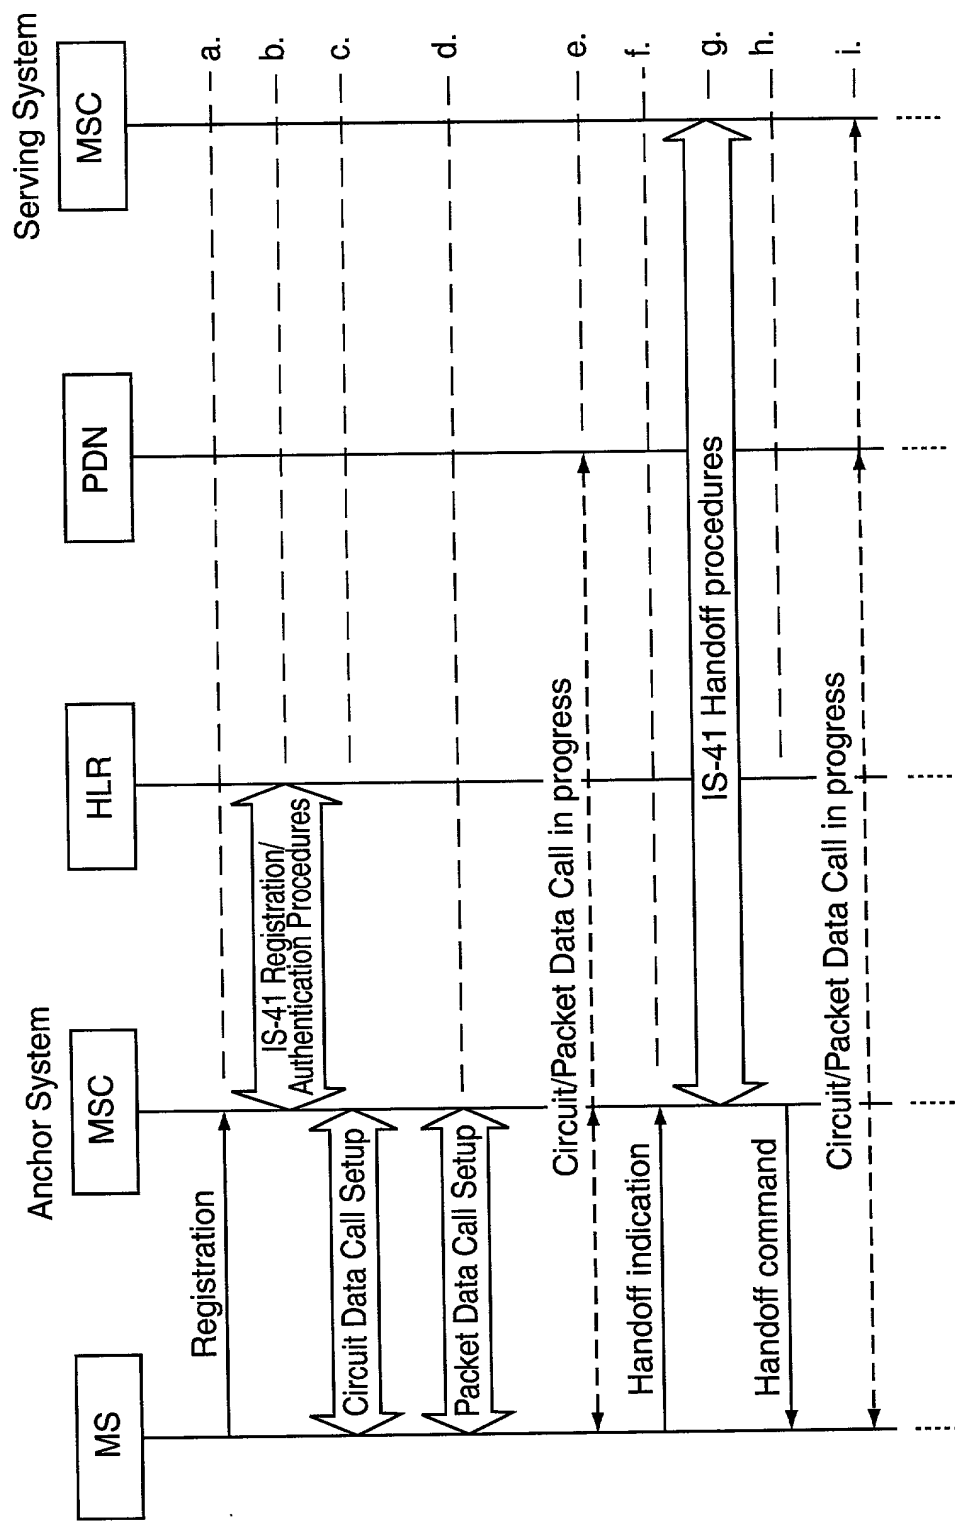 Anchor System
Serving System
MS
MSC
HLR
PDN
MSC
Registration
a.
IS-41 Registration/
Authentication Procedures
b.
Circuit Data Call Setup
c.
Packet Data Call Setup
d.
Circuit/Packet Data Call in progress
e.
Handoff indication
f.
IS-41 Handoff procedures
g.
Handoff command
h.
Circuit/Packet Data Call in progress
i.